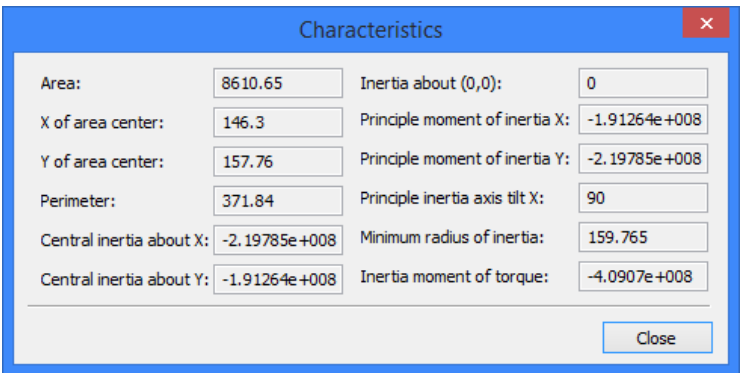 Characteristics
Area: 8610.65 Inertia about (0,0): 0
X of area center: 146.3 Principle moment of inertia X: -1.91264e+008
Y of area center: 157.76 Principle moment of inertia Y: -2.19785e+008
Perimeter: 371.84 Principle inertia axis tilt X: 90
Central inertia about X: -2.19785e+008 Minimum radius of inertia: 159.765
Central inertia about Y: -1.91264e+008 Inertia moment of torque: -4.0907e+008
Close